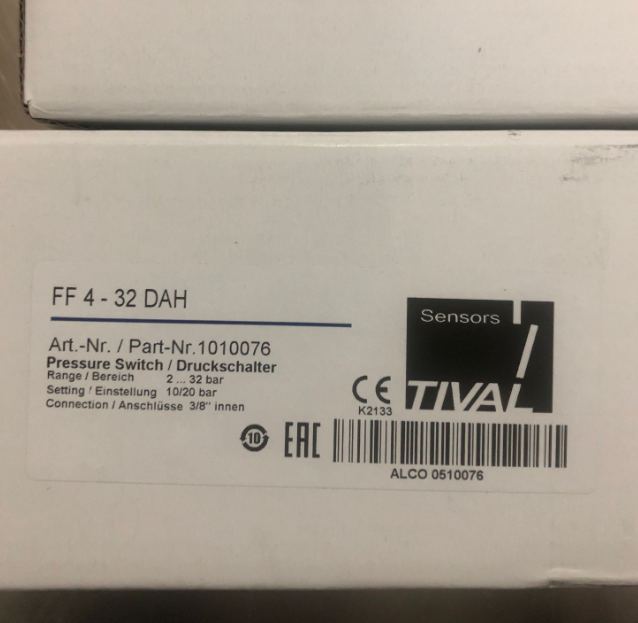 FF 4 - 32 DAH
Art.-Nr. / Part-Nr.1010076
Pressure Switch / Druckschalter
Range / Bereich 2 ... 32 bar
Setting / Einstellung 10/20 bar
Connection / Anschlüsse 3/8" innen
Sensors
TIVAL
CE
K2133
10
EAC
ALCO 0510076